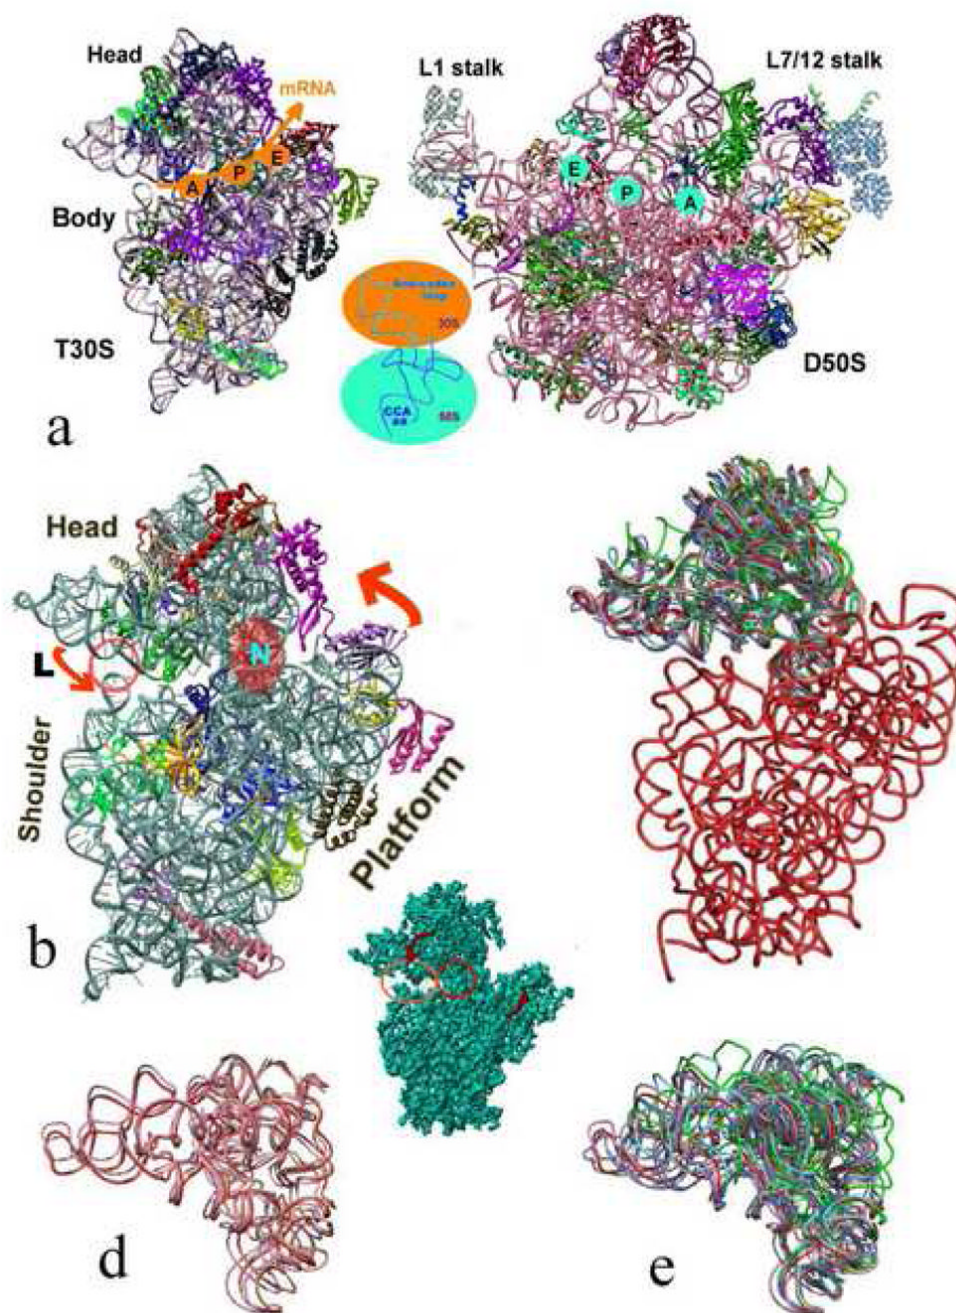 Head
mRNA
L1 stalk
L7/12 stalk
A
P
E
E
P
A
Body
30S
T30S
D50S
CCA
50S
a
Head
N
L
Shoulder
Platform
b
d
e